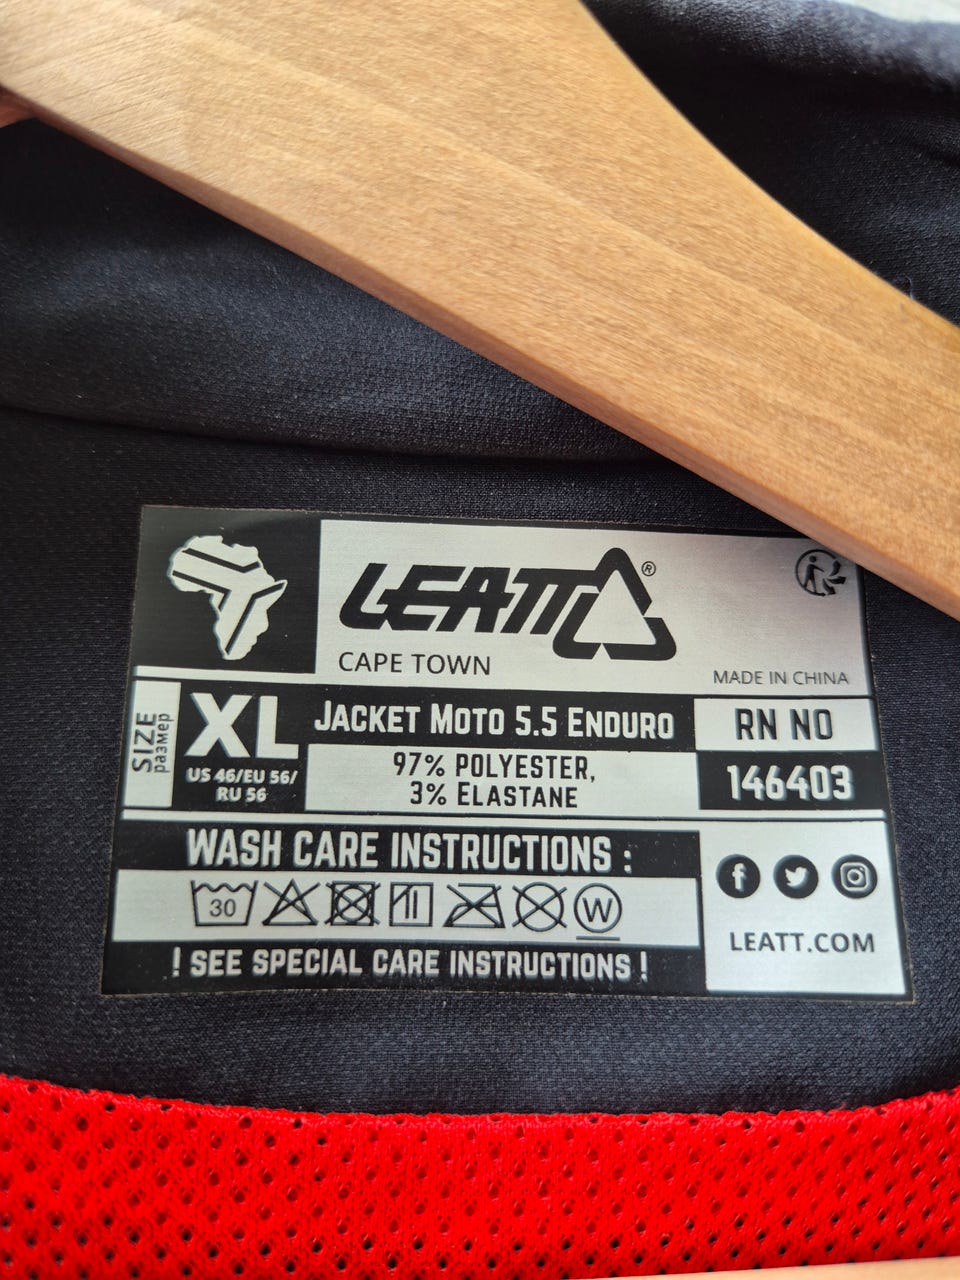 LEATT®
CAPE TOWN
MADE IN CHINA
SIZE
размер
XL
US 46/EU 56/
RU 56
JACKET MOTO 5.5 ENDURO
97% POLYESTER,
3% ELASTANE
RN NO
146403
WASH CARE INSTRUCTIONS :
30
W
! SEE SPECIAL CARE INSTRUCTIONS !
LEATT.COM